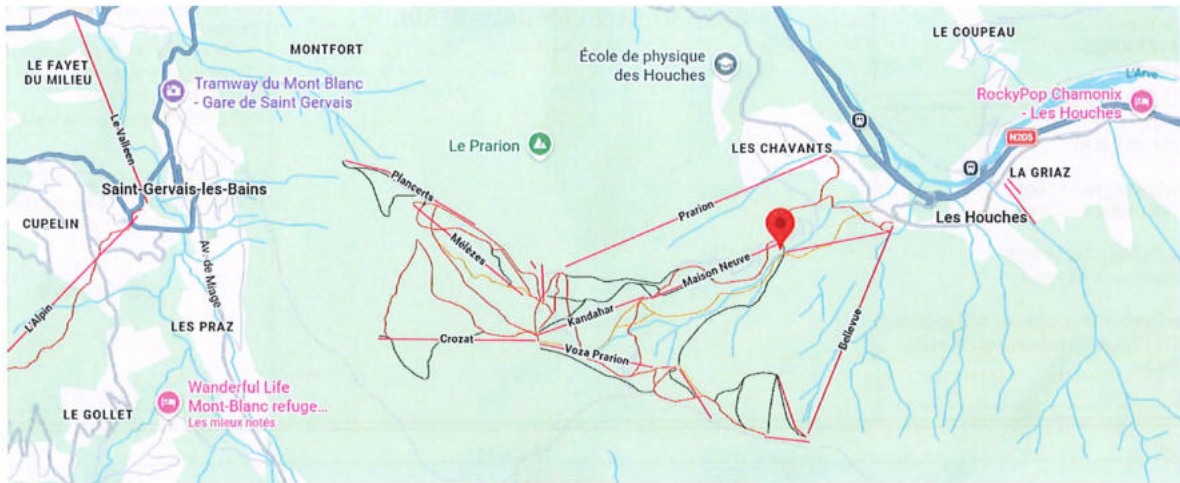 LE FAYET
DU MILIEU
MONTFORT
Tramway du Mont Blanc
- Gare de Saint Gervais
Le Valleen
Saint-Gervais-les-Bains
CUPELIN
L'Alpin
Av. de Miage
LES PRAZ
LE GOLLET
Wanderful Life
Mont-Blanc refuge...
Les mieux notés
École de physique
des Houches
Le Prarion
Plancerts
Mélèzes
Crozat
Prarion
Kandahar
Maison Neuve
Voza Prarion
Bellevue
LES CHAVANTS
LE COUPEAU
L'Arve
RockyPop Chamonix
- Les Houches
N205
LA GRIAZ
Les Houches